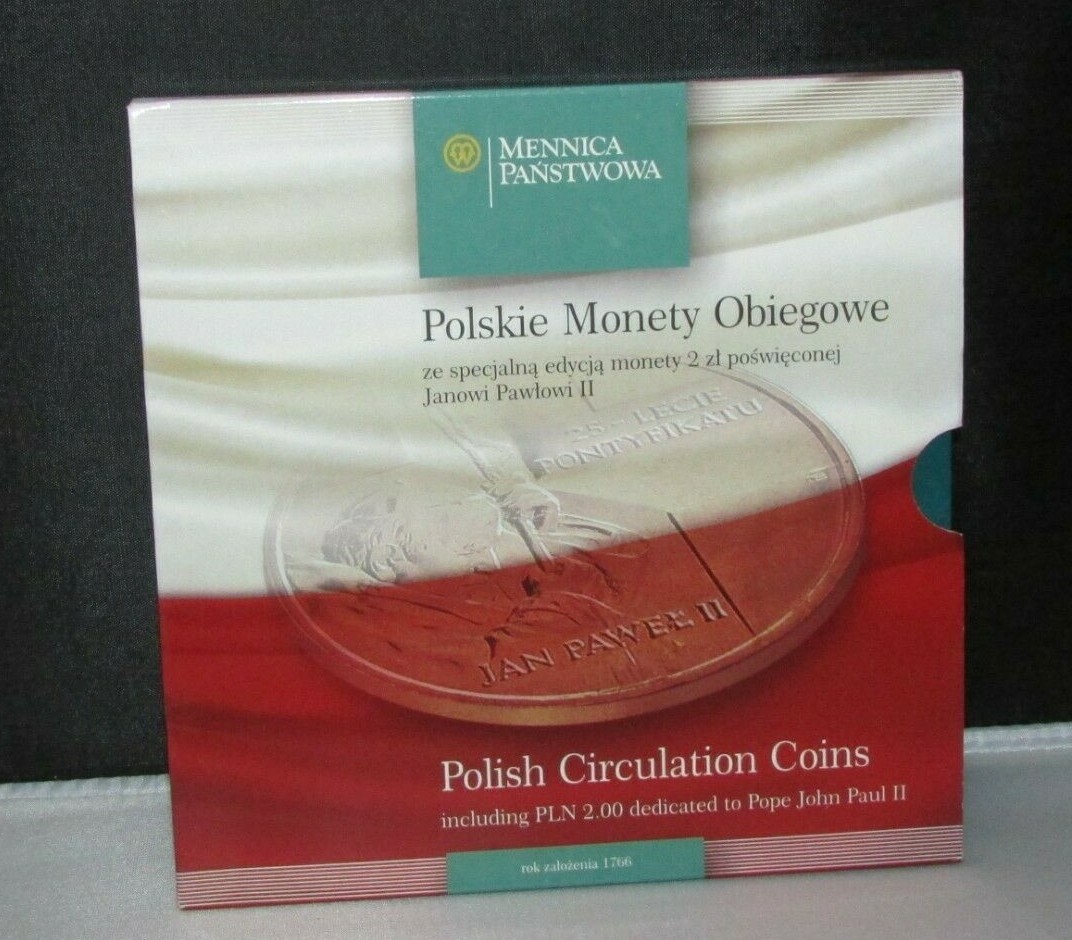 MENNICA
PAŃSTWOWA
Polskie Monety Obiegowe
ze specjalną edycją monety 2 zł poświęconej
Janowi Pawłowi II
25-LECIE
PONTYFIKATU
JAN PAWEŁ II
Polish Circulation Coins
including PLN 2.00 dedicated to Pope John Paul II
rok założenia 1766